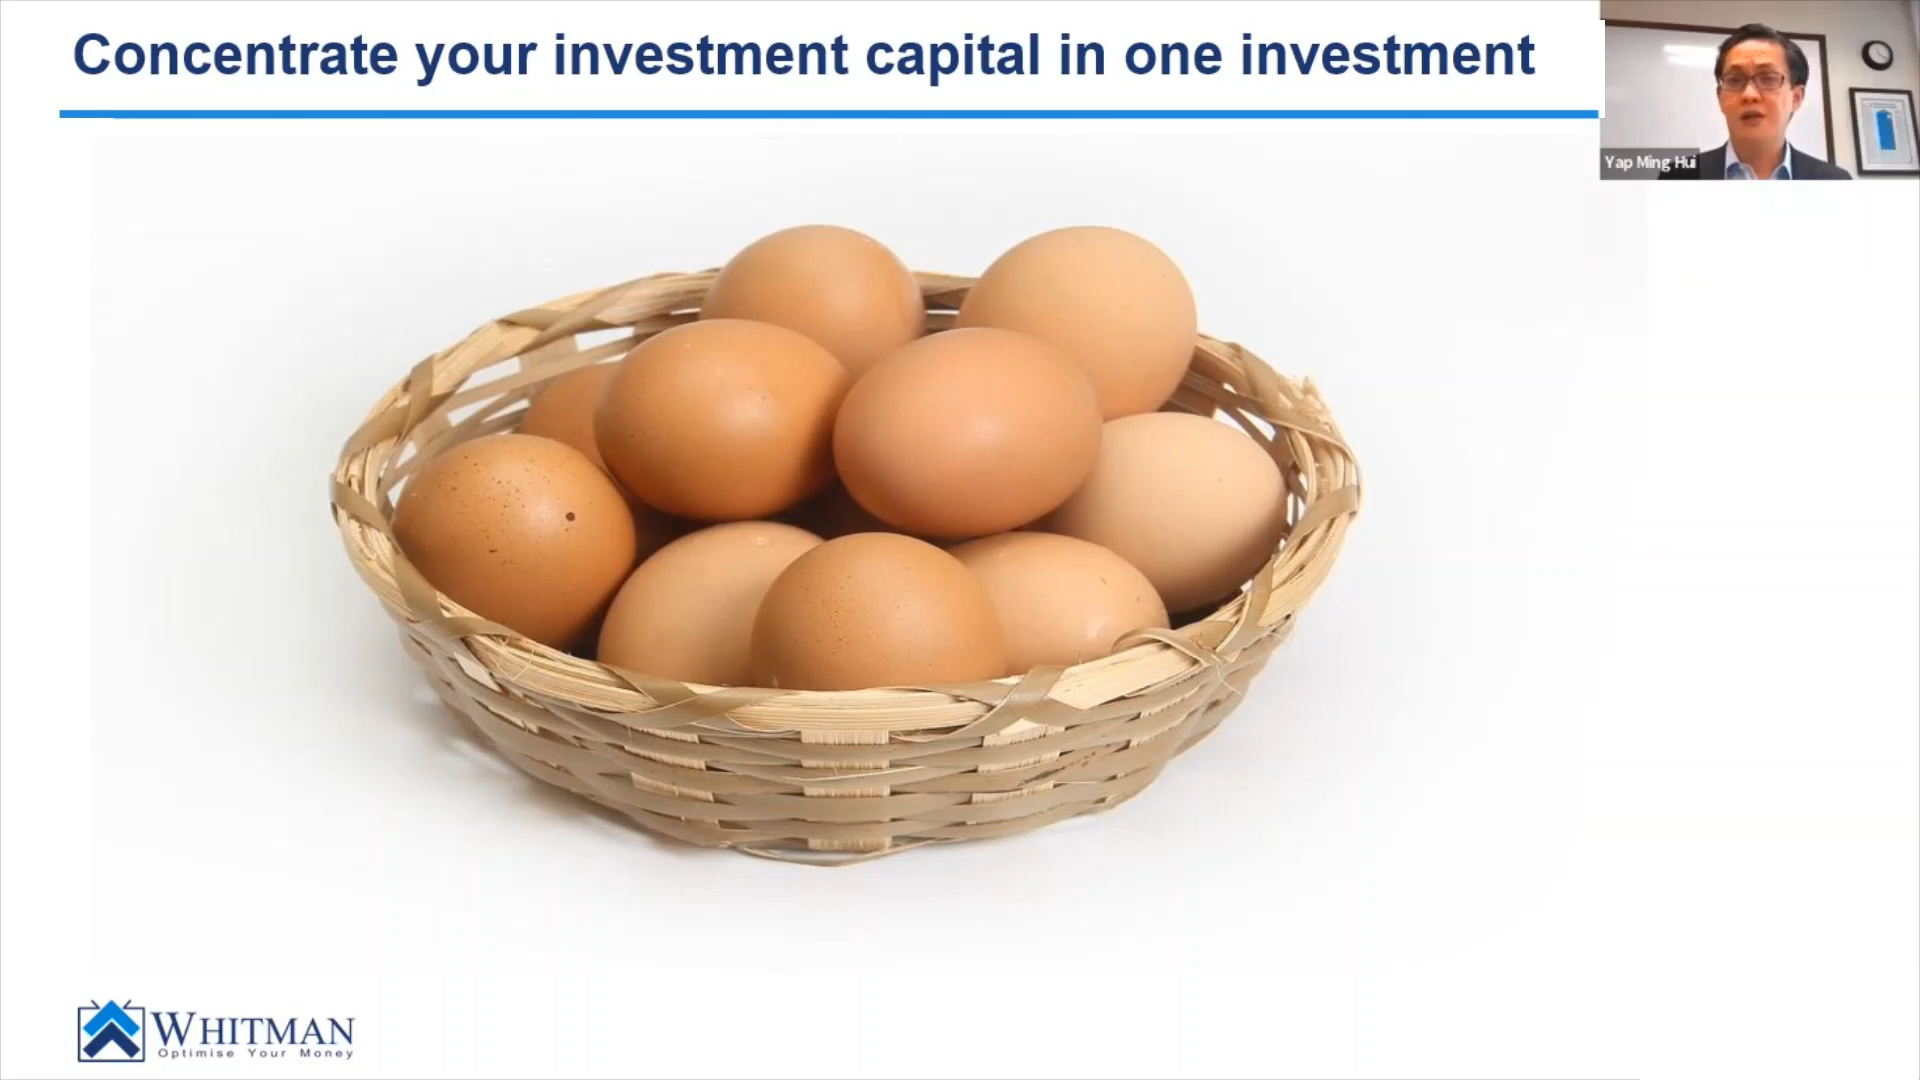 Concentrate your investment capital in one investment
Yap Ming Hui
WHITMAN
Optimise Your Money